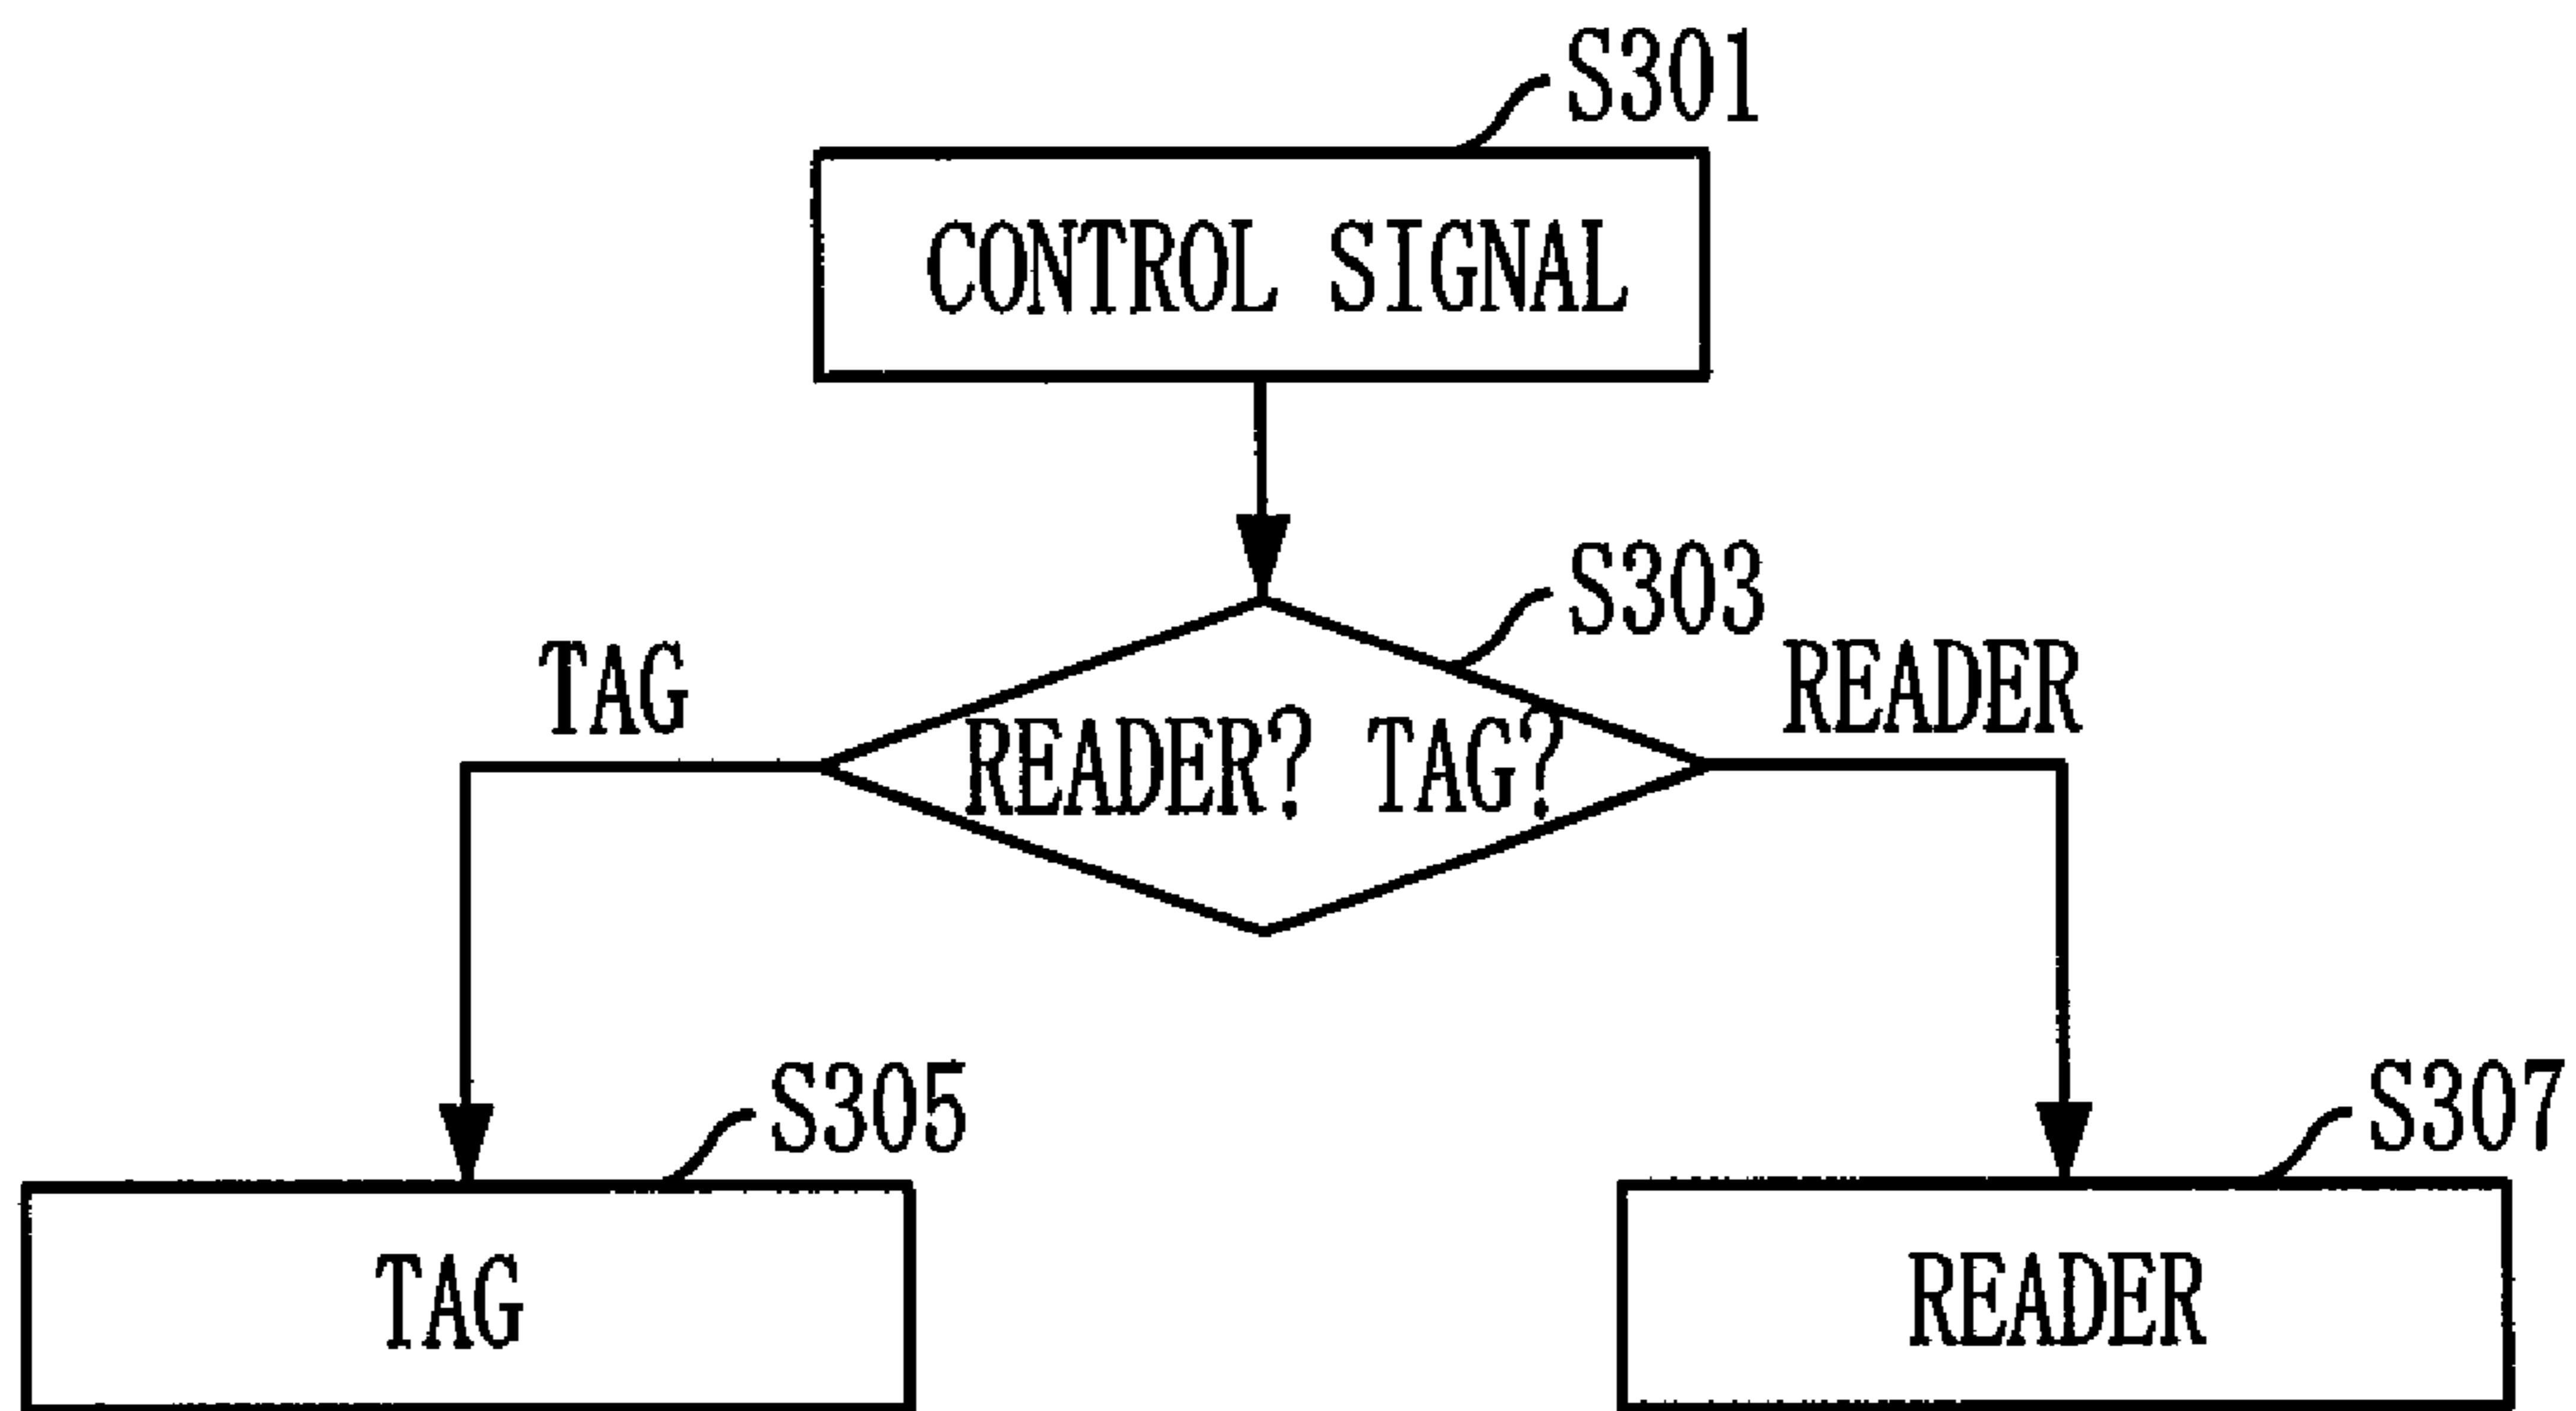 S301
CONTROL SIGNAL
S303
TAG
READER
READER? TAG?
S305
S307
TAG
READER